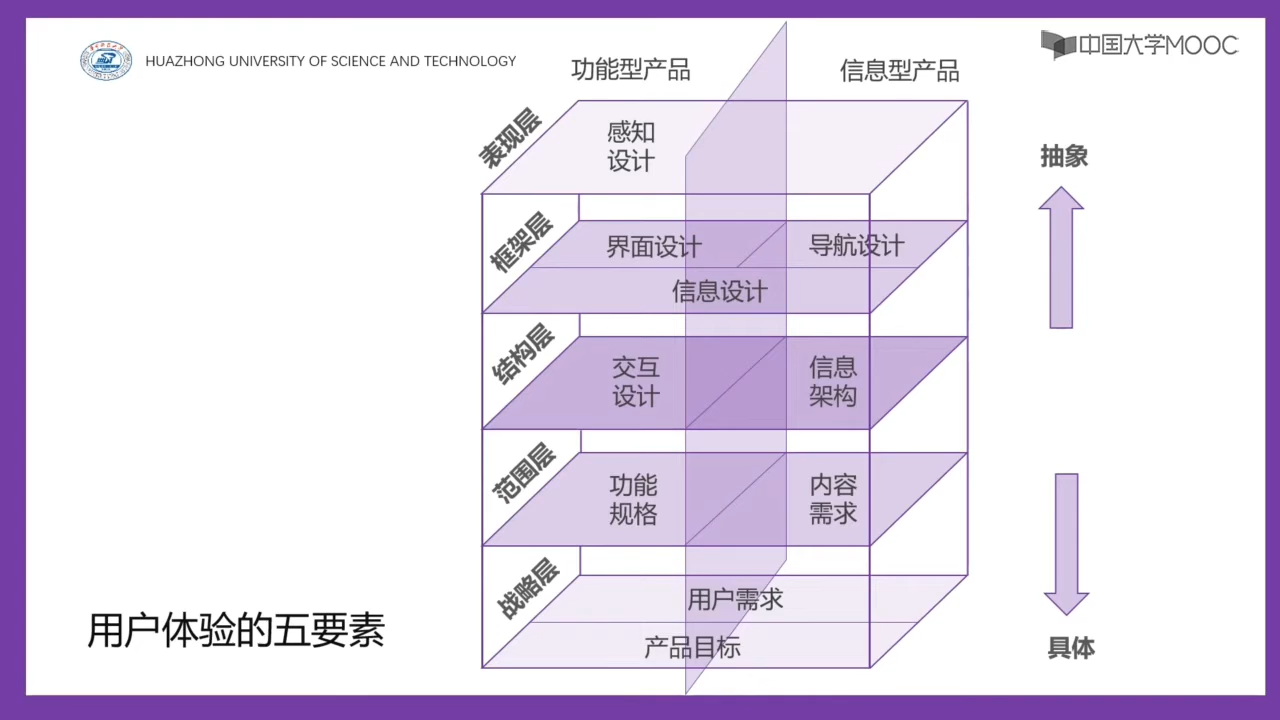 HUAZHONG UNIVERSITY OF SCIENCE AND TECHNOLOGY
中国大学MOOC
功能型产品
信息型产品
表现层
感知
设计
抽象
框架层
界面设计
导航设计
信息设计
结构层
交互
设计
信息
架构
范围层
功能
规格
内容
需求
战略层
用户需求
产品目标
用户体验的五要素
具体